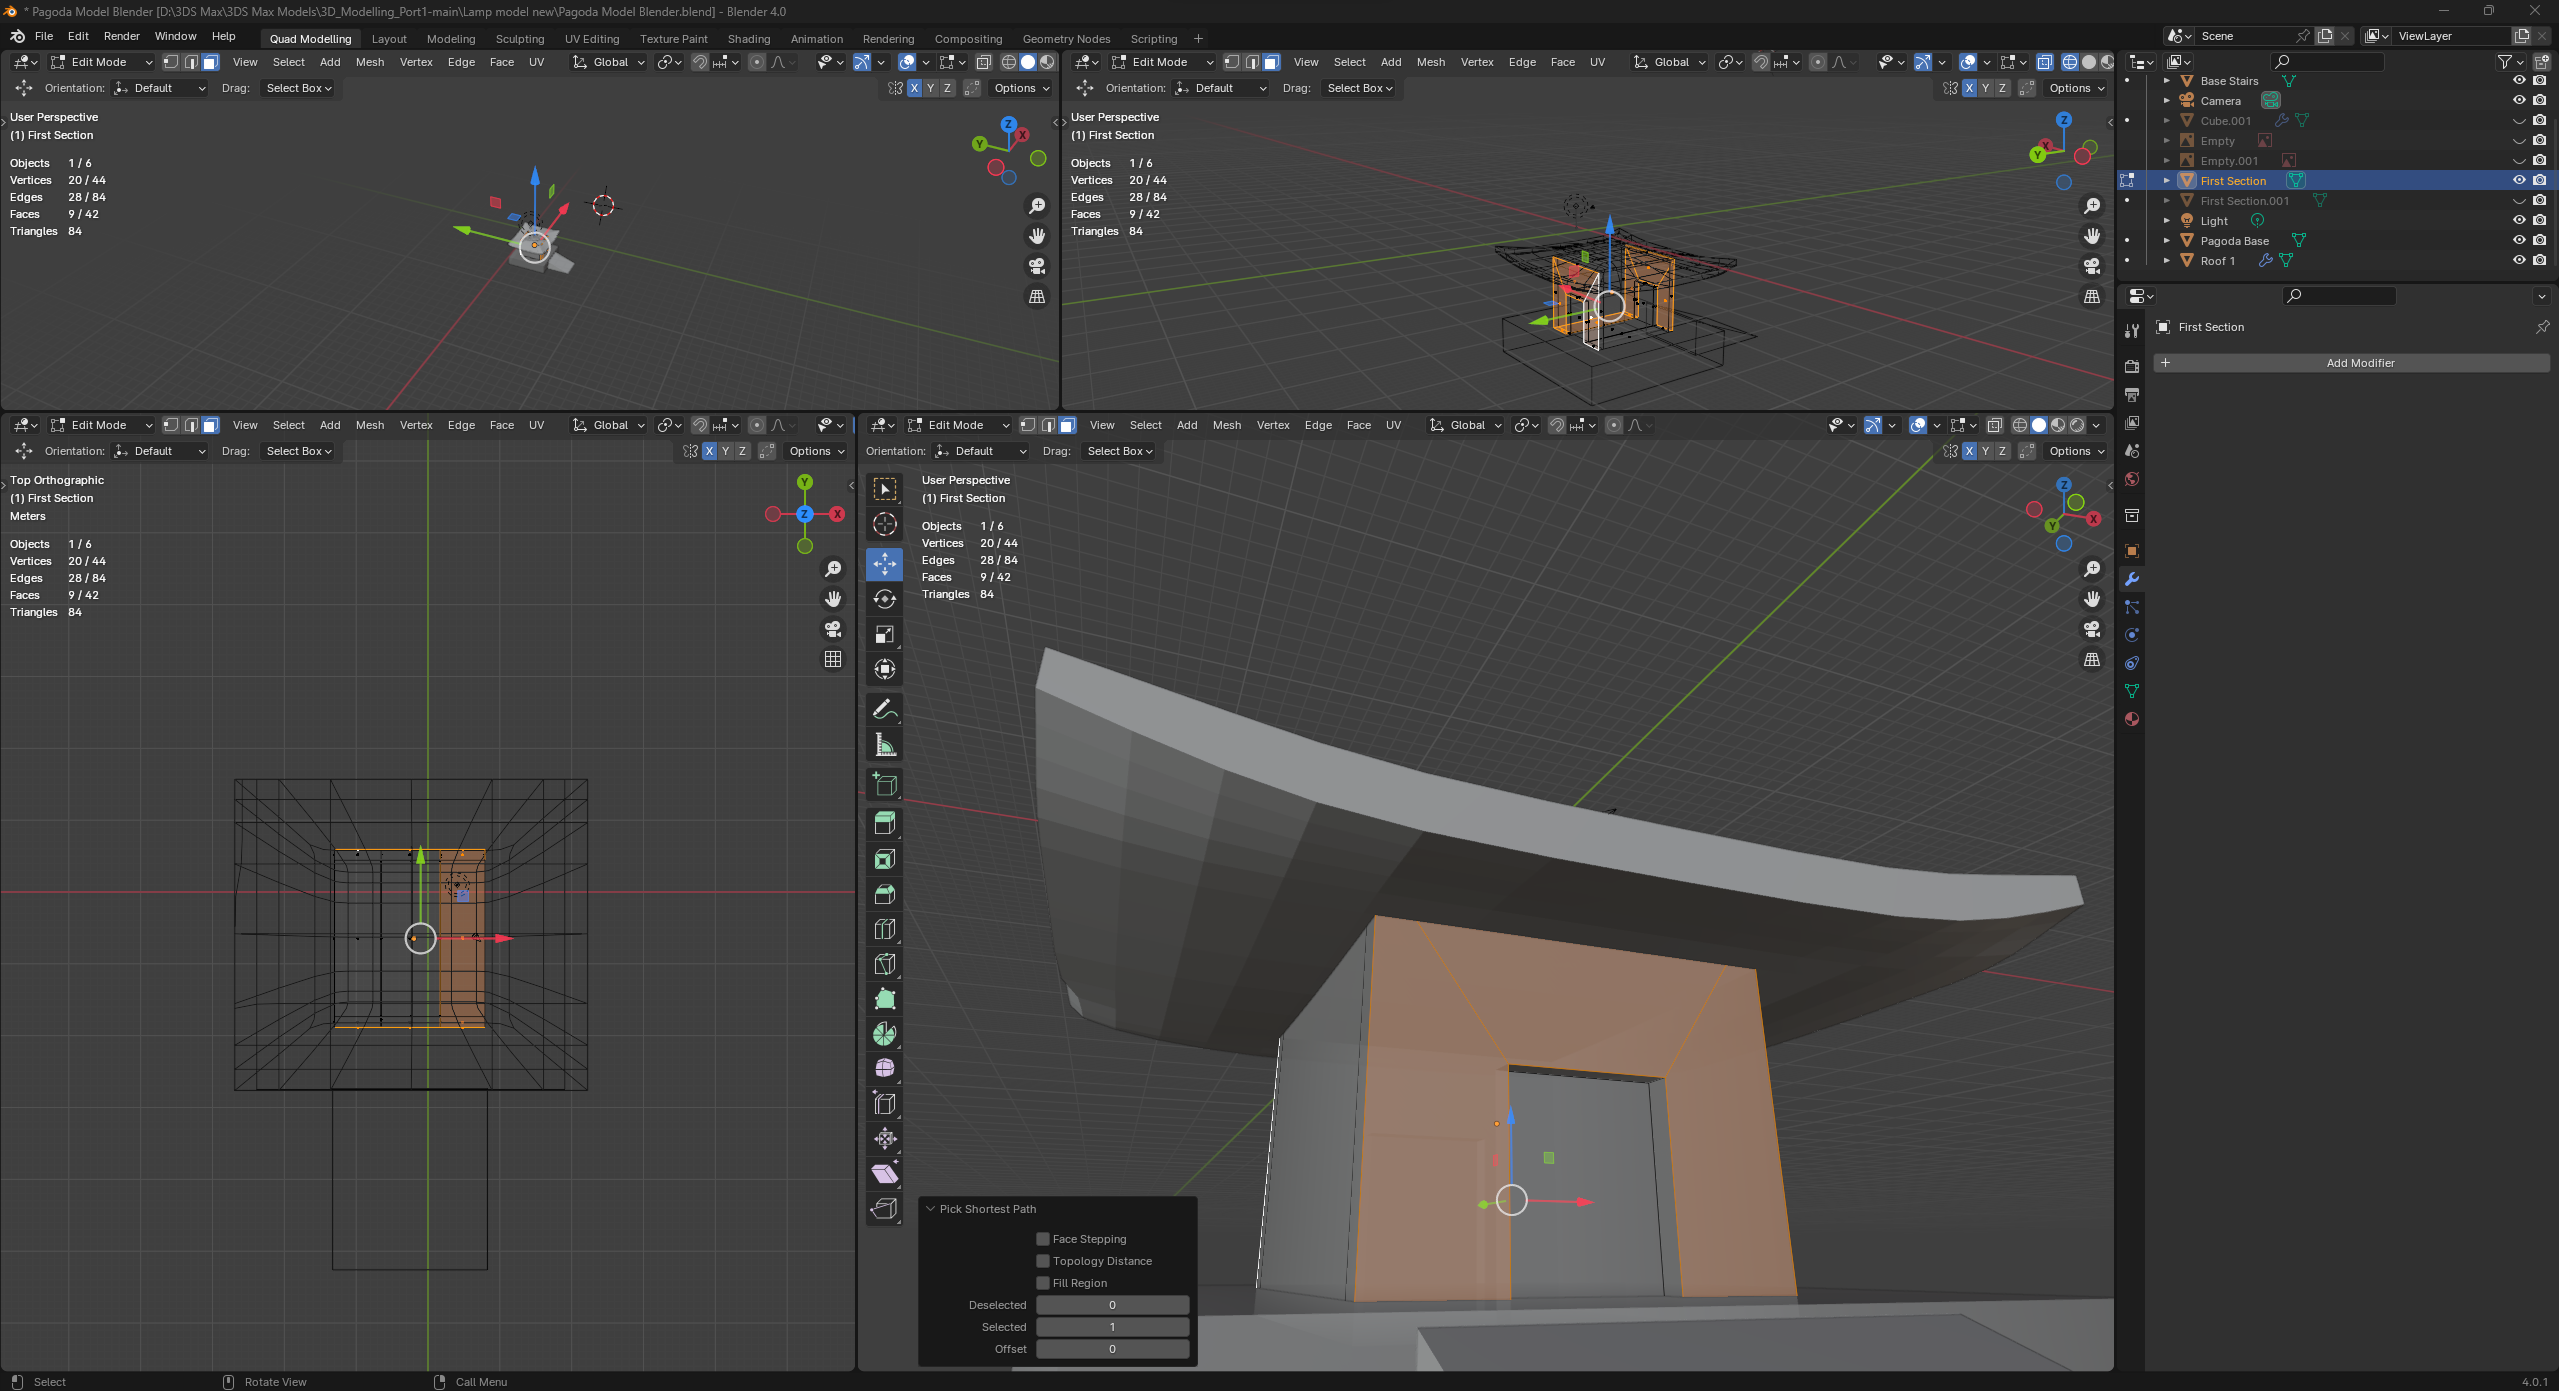 * Pagoda Model Blender [D:\3DS Max\3DS Max Models\3D_Modelling_Port1-main\Lamp model new\Pagoda Model Blender.blend] - Blender 4.0
File Edit Render Window Help Quad Modelling Layout Modeling Sculpting UV Editing Texture Paint Shading Animation Rendering Compositing Geometry Nodes Scripting + Scene ViewLayer
Edit Mode View Select Add Mesh Vertex Edge Face UV Global
Orientation: Default Drag: Select Box X Y Z Options
User Perspective
(1) First Section
Objects 1 / 6
Vertices 20 / 44
Edges 28 / 84
Faces 9 / 42
Triangles 84
Z X Y
Edit Mode View Select Add Mesh Vertex Edge Face UV Global
Orientation: Default Drag: Select Box X Y Z Options
User Perspective
(1) First Section
Objects 1 / 6
Vertices 20 / 44
Edges 28 / 84
Faces 9 / 42
Triangles 84
Z X Y
Base Stairs
Camera
Cube.001
Empty
Empty.001
First Section
First Section.001
Light
Pagoda Base
Roof 1
First Section
+ Add Modifier
Edit Mode View Select Add Mesh Vertex Edge Face UV Global
Orientation: Default Drag: Select Box X Y Z Options
Top Orthographic
(1) First Section
Meters
Objects 1 / 6
Vertices 20 / 44
Edges 28 / 84
Faces 9 / 42
Triangles 84
Y Z X
Edit Mode View Select Add Mesh Vertex Edge Face UV Global
Orientation: Default Drag: Select Box X Y Z Options
User Perspective
(1) First Section
Objects 1 / 6
Vertices 20 / 44
Edges 28 / 84
Faces 9 / 42
Triangles 84
Z Y X
Pick Shortest Path
Face Stepping
Topology Distance
Fill Region
Deselected 0
Selected 1
Offset 0
Select Rotate View Call Menu 4.0.1